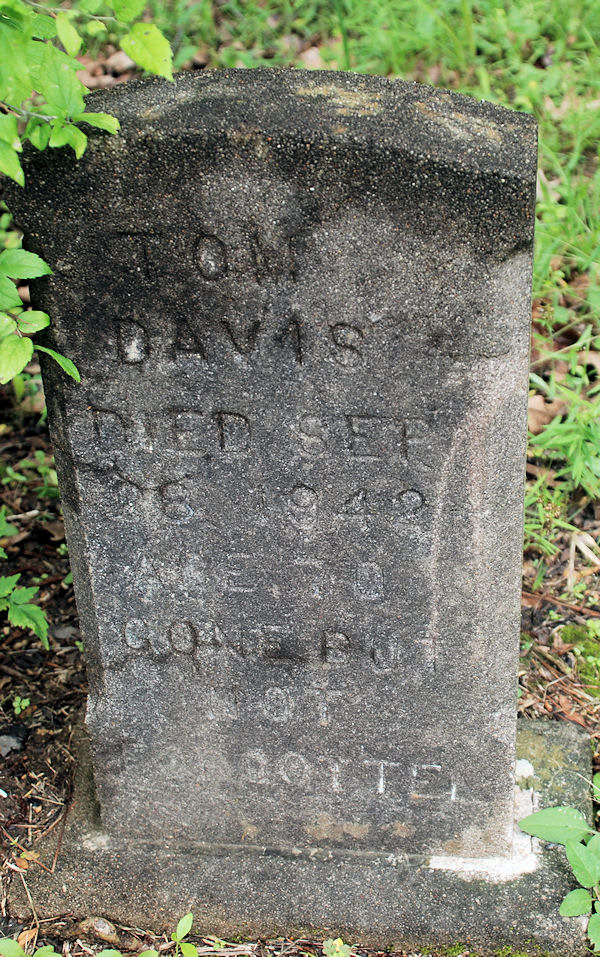 TOM
DAVIS
DIED SEP
26 1942
AGE 70
GONE BUT
NOT
FORGOTTEN